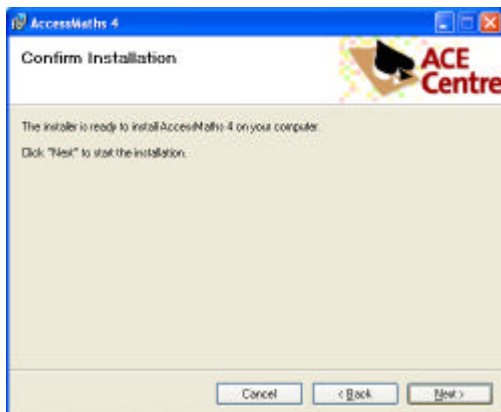 AccessMaths 4
Confirm Installation
ACE
Centre
The installer is ready to install AccessMaths 4 on your computer.
Click "Next" to start the installation.
Cancel
< Back
Next >